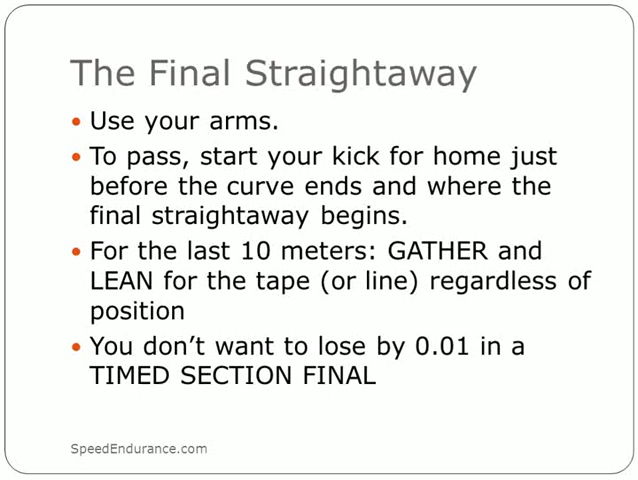 The Final Straightaway
• Use your arms.
• To pass, start your kick for home just
before the curve ends and where the
final straightaway begins.
• For the last 10 meters: GATHER and
LEAN for the tape (or line) regardless of
position
• You don’t want to lose by 0.01 in a
TIMED SECTION FINAL
SpeedEndurance.com